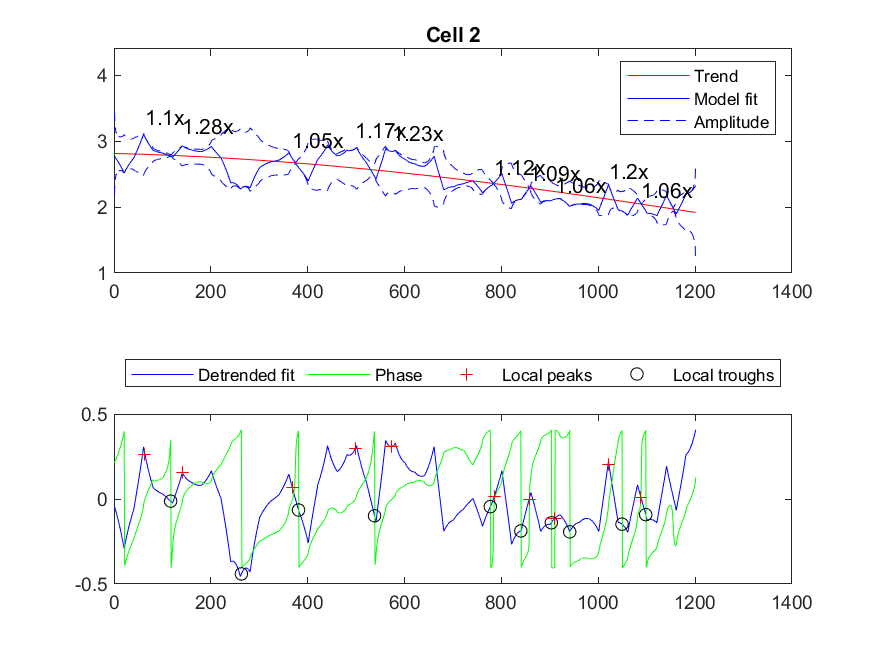 Cell 2
4
3
2
1
Trend
Model fit
Amplitude
1.1x
1.28x
1.05x
1.17x
1.23x
1.12x
1.09x
1.06x
1.2x
1.06x
0 200 400 600 800 1000 1200 1400
Detrended fit Phase Local peaks Local troughs
0.5
0
-0.5
0 200 400 600 800 1000 1200 1400